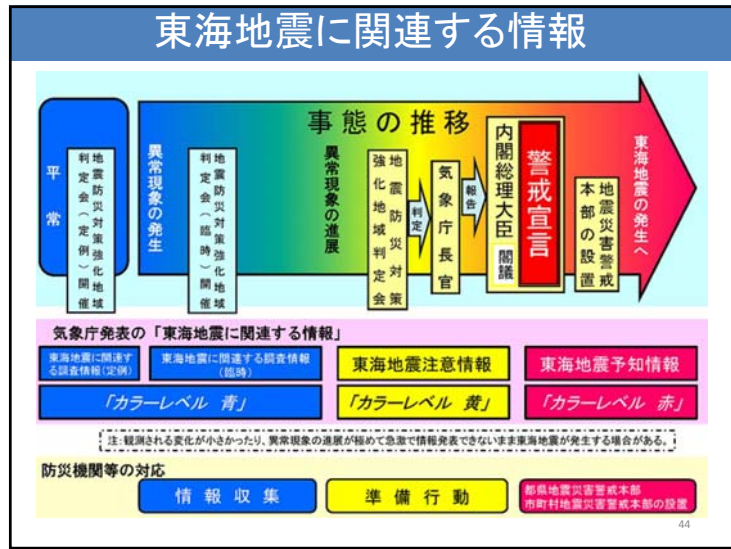 東海地震に関連する情報
事態の推移
平常
地震防災対策強化地域
判定会(定例)開催
異常現象の発生
地震防災対策強化地域
判定会(臨時)開催
異常現象の進展
地震防災対策
強化地域判定会
判定
気象庁長官
報告
内閣総理大臣
閣議
警戒宣言
地震災害警戒
本部の設置
東海地震の発生へ
気象庁発表の「東海地震に関連する情報」
東海地震に関連す
る調査情報(定例)
東海地震に関連する調査情報
(臨時)
東海地震注意情報
東海地震予知情報
「カラーレベル 青」
「カラーレベル 黄」
「カラーレベル 赤」
注:観測される変化が小さかったり、異常現象の進展が極めて急激で情報発表できないまま東海地震が発生する場合がある。
防災機関等の対応
情報収集
準備行動
都県地震災害警戒本部
市町村地震災害警戒本部の設置
44